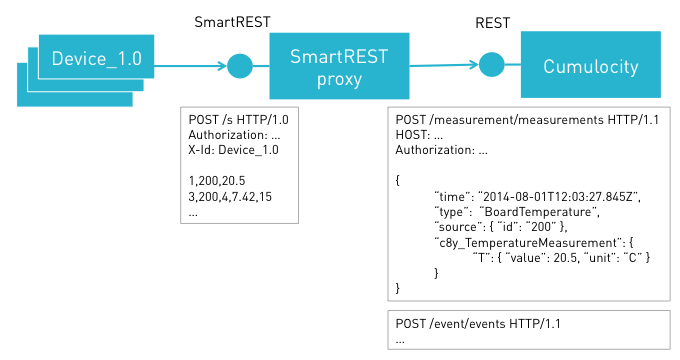 SmartREST
REST
Device_1.0
SmartREST
proxy
Cumulocity
POST /s HTTP/1.0
Authorization: ...
X-Id: Device_1.0
1,200,20.5
3,200,4,7.42,15
...
POST /measurement/measurements HTTP/1.1
HOST: ...
Authorization: ...
{
“time”: “2014-08-01T12:03:27.845Z”,
“type”:  “BoardTemperature”,
“source”: { “id”: “200” },
“c8y_TemperatureMeasurement”: {
“T”: { “value”: 20.5, “unit”: “C” }
}
}
POST /event/events HTTP/1.1
...